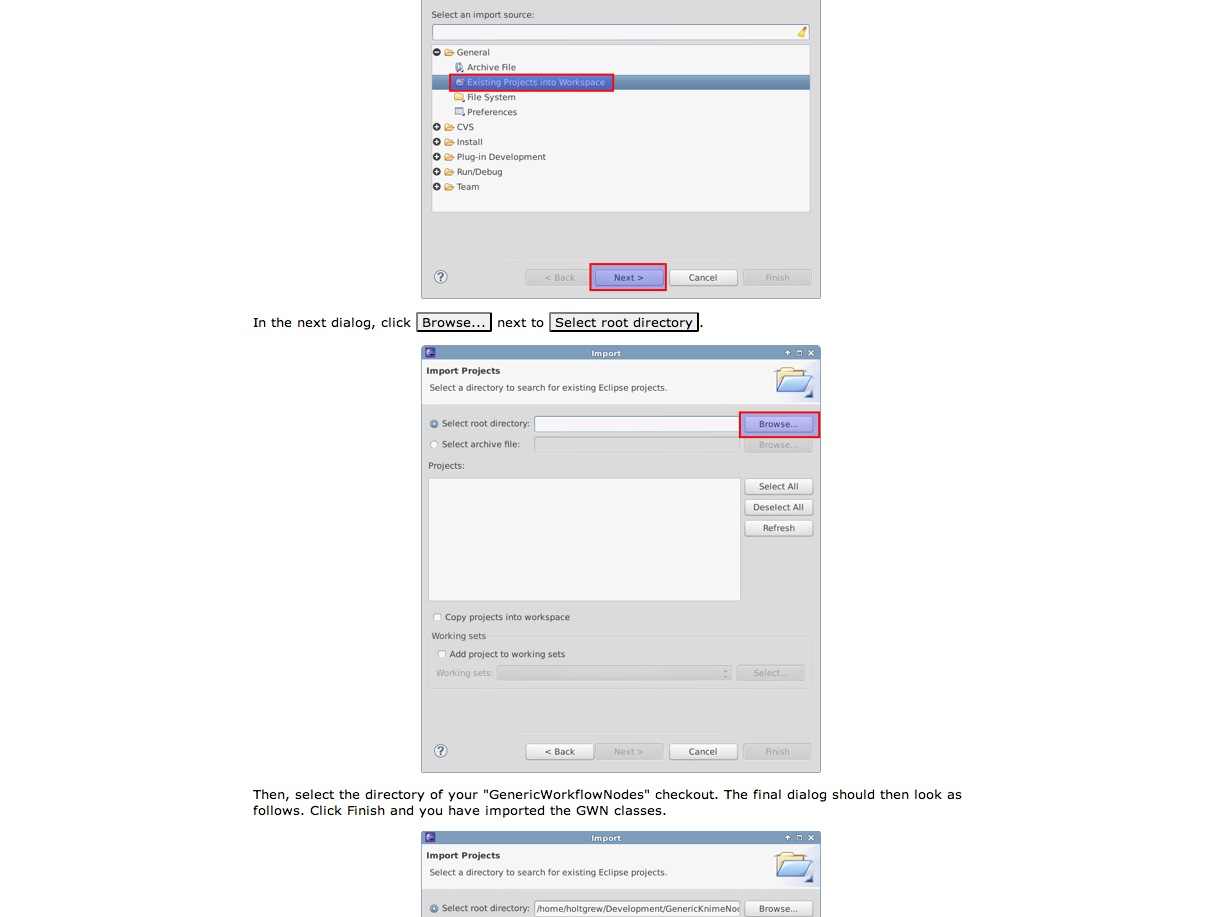 Select an import source:
General
Archive File
Existing Projects into Workspace
File System
Preferences
CVS
Install
Plug-in Development
Run/Debug
Team
? < Back Next > Cancel Finish
In the next dialog, click Browse... next to Select root directory.
Import
Import Projects
Select a directory to search for existing Eclipse projects.
Select root directory: Browse...
Select archive file: Browse...
Projects:
Select All
Deselect All
Refresh
Copy projects into workspace
Working sets
Add project to working sets
Working sets: Select...
? < Back Next > Cancel Finish
Then, select the directory of your "GenericWorkflowNodes" checkout. The final dialog should then look as
follows. Click Finish and you have imported the GWN classes.
Import
Import Projects
Select a directory to search for existing Eclipse projects.
Select root directory: /home/holtgrew/Development/GenericKnimeNo Browse...